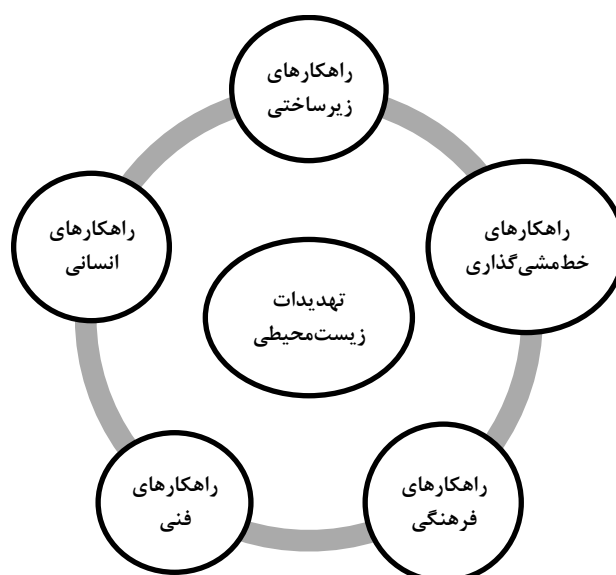 راهکارهای
زیرساختی
راهکارهای
خط‌مشی‌گذاری
راهکارهای
انسانی
تهدیدات
زیست‌محیطی
راهکارهای
فرهنگی
راهکارهای
فنی